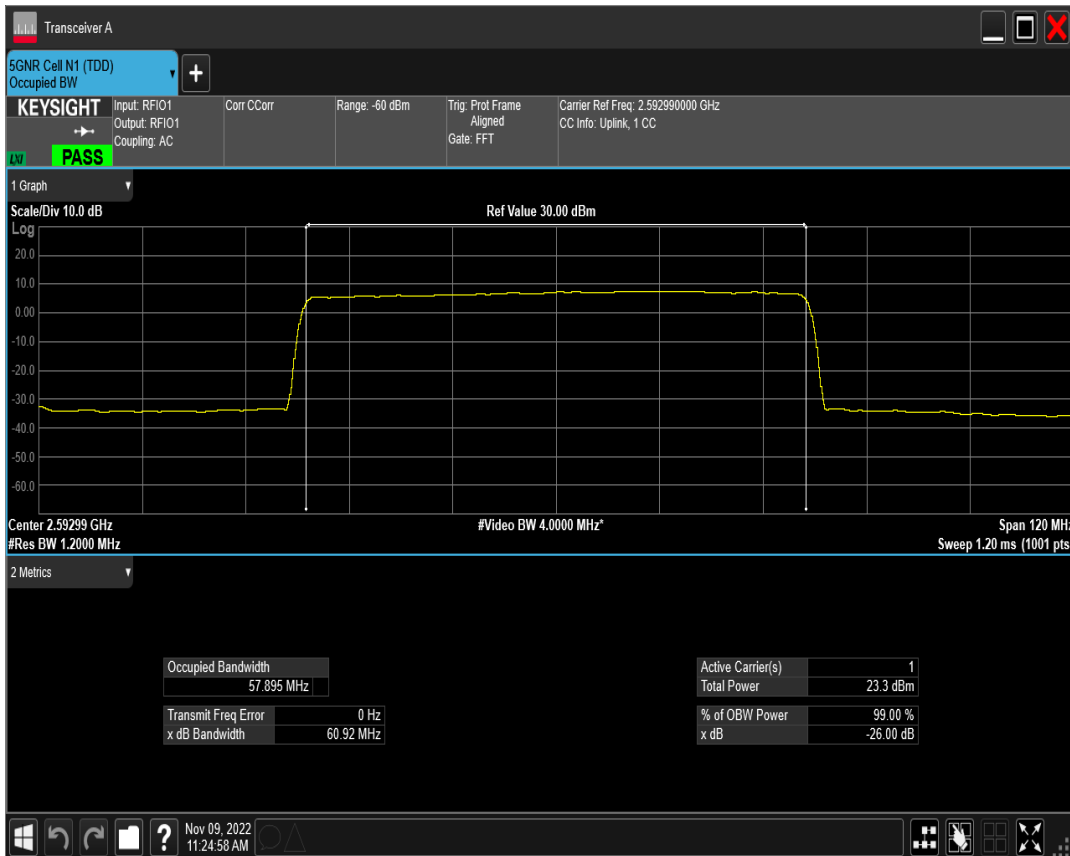 Transceiver A
5GNR Cell N1 (TDD)
Occupied BW
+
KEYSIGHT
LXI
PASS
Input: RFIO1
Output: RFIO1
Coupling: AC
Corr CCorr
Range: -60 dBm
Trig: Prot Frame
Aligned
Gate: FFT
Carrier Ref Freq: 2.592990000 GHz
CC Info: Uplink, 1 CC
1 Graph
Scale/Div 10.0 dB
Ref Value 30.00 dBm
Log
20.0
10.0
0.00
-10.0
-20.0
-30.0
-40.0
-50.0
-60.0
Center 2.59299 GHz
#Video BW 4.0000 MHz*
Span 120 MHz
#Res BW 1.2000 MHz
Sweep 1.20 ms (1001 pts
2 Metrics
Occupied Bandwidth
57.895 MHz
Transmit Freq Error 0 Hz
x dB Bandwidth 60.92 MHz
Active Carrier(s) 1
Total Power 23.3 dBm
% of OBW Power 99.00 %
x dB -26.00 dB
?
Nov 09, 2022
11:24:58 AM